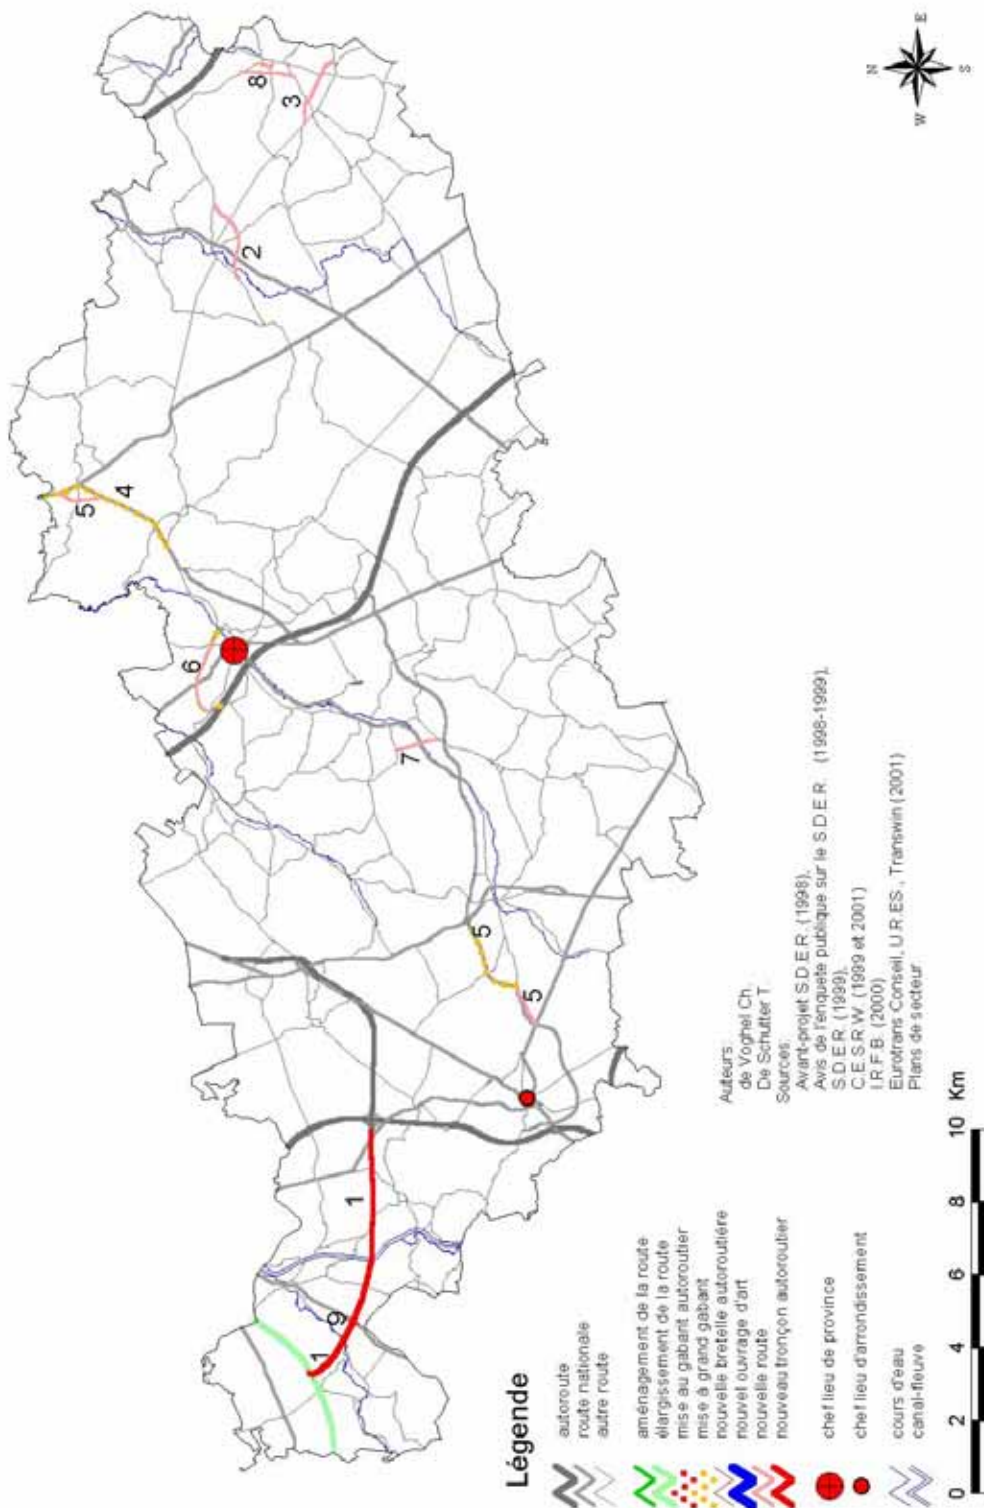 N
E
S
W
8
3
2
4
5
6
7
5
5
1
9
1
Légende
autoroute
route nationale
autre route
aménagement de la route
élargissement de la route
mise au gabant autoroutier
mise à grand gabant
nouvelle bretelle autoroutière
nouvel ouvrage d'art
nouvelle route
nouveau tronçon autoroutier
chef lieu de province
chef lieu d'arrondissement
cours d'eau
canal-fleuve
Auteurs:
de Voghel Ch.
De Schutter T.
Sources:
Avant-projet S.D.E.R. (1998),
Avis de l'enquete publique sur le S.D.E.R. (1998-1999),
S.D.E.R. (1999),
C.E.S.R.W. (1999 et 2001)
I.R.F.B. (2000)
Eurotrans Conseil, U.R.ES., Transwin (2001)
Plans de secteur
0 2 4 6 8 10 Km